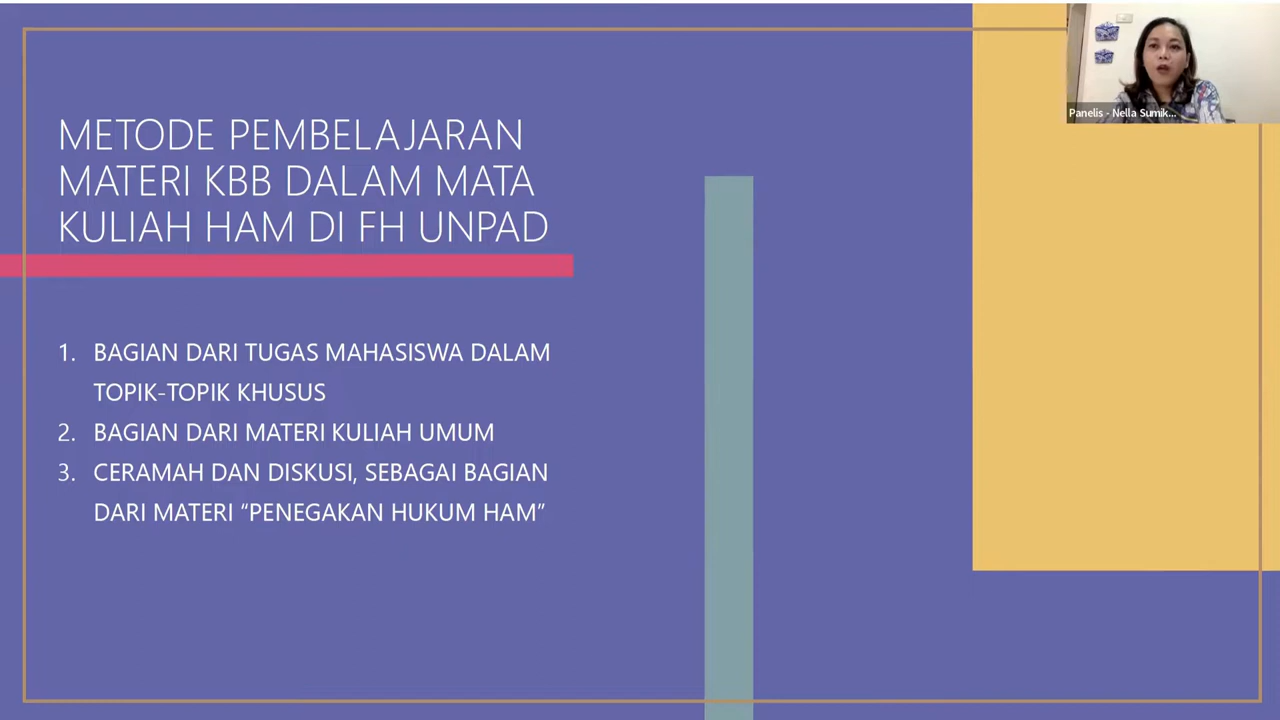 METODE PEMBELAJARAN
MATERI KBB DALAM MATA
KULIAH HAM DI FH UNPAD
1. BAGIAN DARI TUGAS MAHASISWA DALAM
TOPIK-TOPIK KHUSUS
2. BAGIAN DARI MATERI KULIAH UMUM
3. CERAMAH DAN DISKUSI, SEBAGAI BAGIAN
DARI MATERI “PENEGAKAN HUKUM HAM”
Panelis - Nella Sumik...